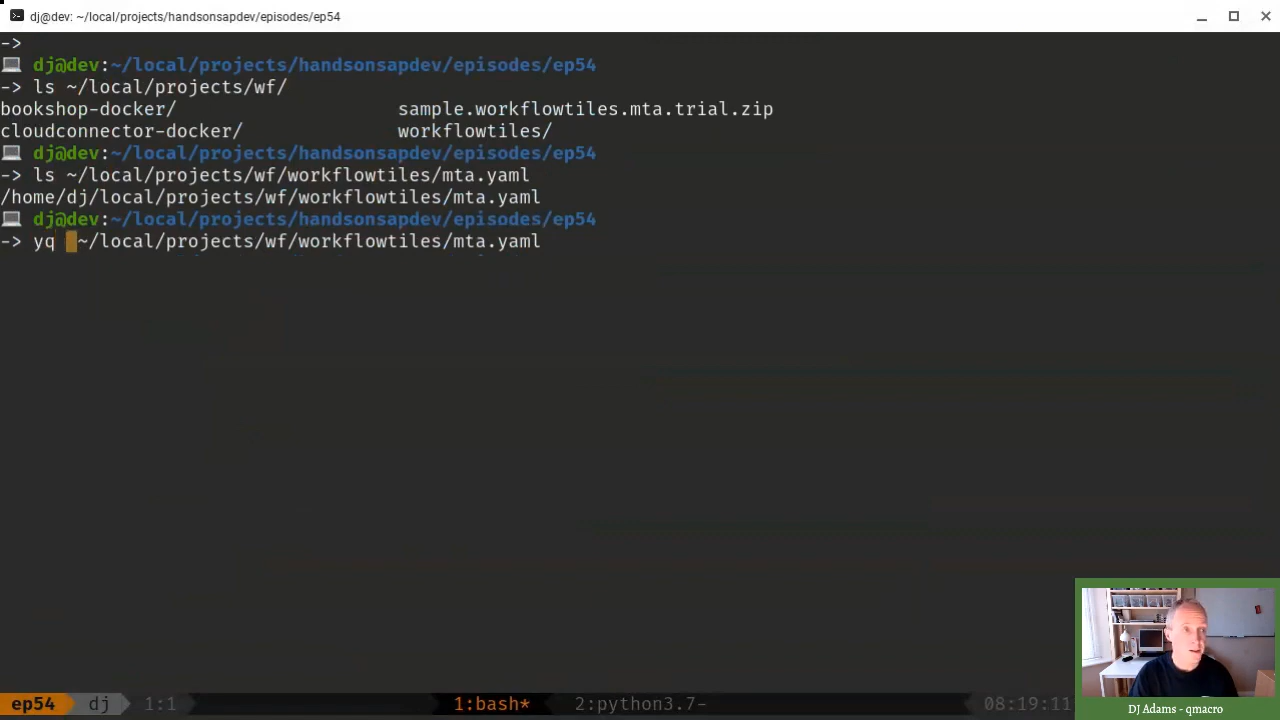 dj@dev: ~/local/projects/handsonsapdev/episodes/ep54
->
dj@dev:~/local/projects/handsonsapdev/episodes/ep54
-> ls ~/local/projects/wf/
bookshop-docker/ sample.workflowtiles.mta.trial.zip
cloudconnector-docker/ workflowtiles/
dj@dev:~/local/projects/handsonsapdev/episodes/ep54
-> ls ~/local/projects/wf/workflowtiles/mta.yaml
/home/dj/local/projects/wf/workflowtiles/mta.yaml
dj@dev:~/local/projects/handsonsapdev/episodes/ep54
-> yq ~/local/projects/wf/workflowtiles/mta.yaml
ep54 dj 1:1 1:bash* 2:python3.7- 08:19:11
DJ Adams - qmacro